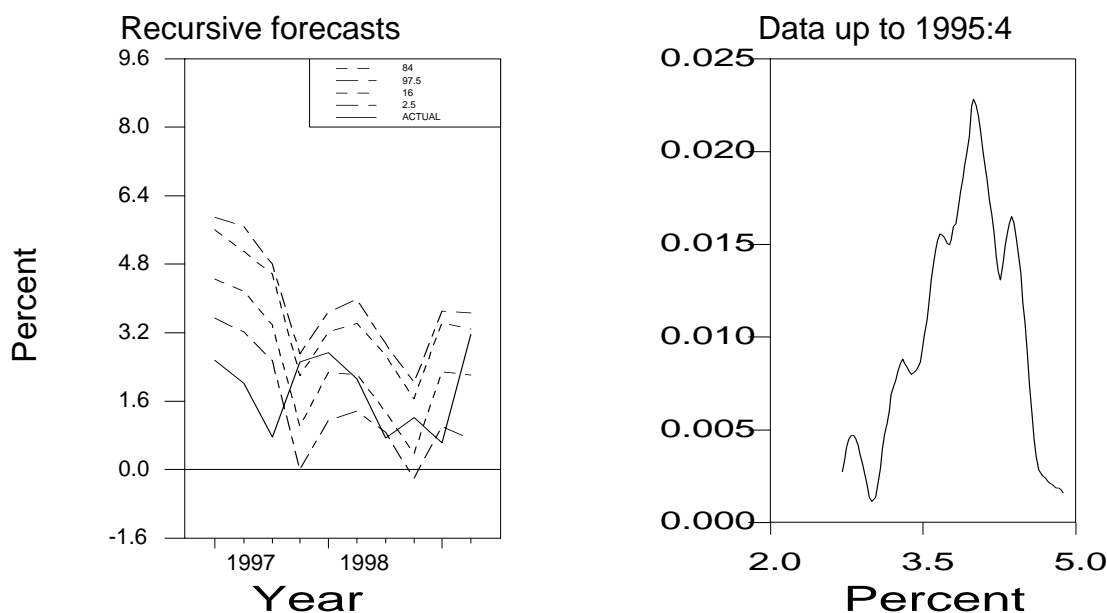 Recursive forecasts
9.6
8.0
6.4
4.8
3.2
1.6
0.0
-1.6
Percent
84
97.5
16
2.5
ACTUAL
1997 1998
Year
Data up to 1995:4
0.025
0.020
0.015
0.010
0.005
0.000
2.0 3.5 5.0
Percent